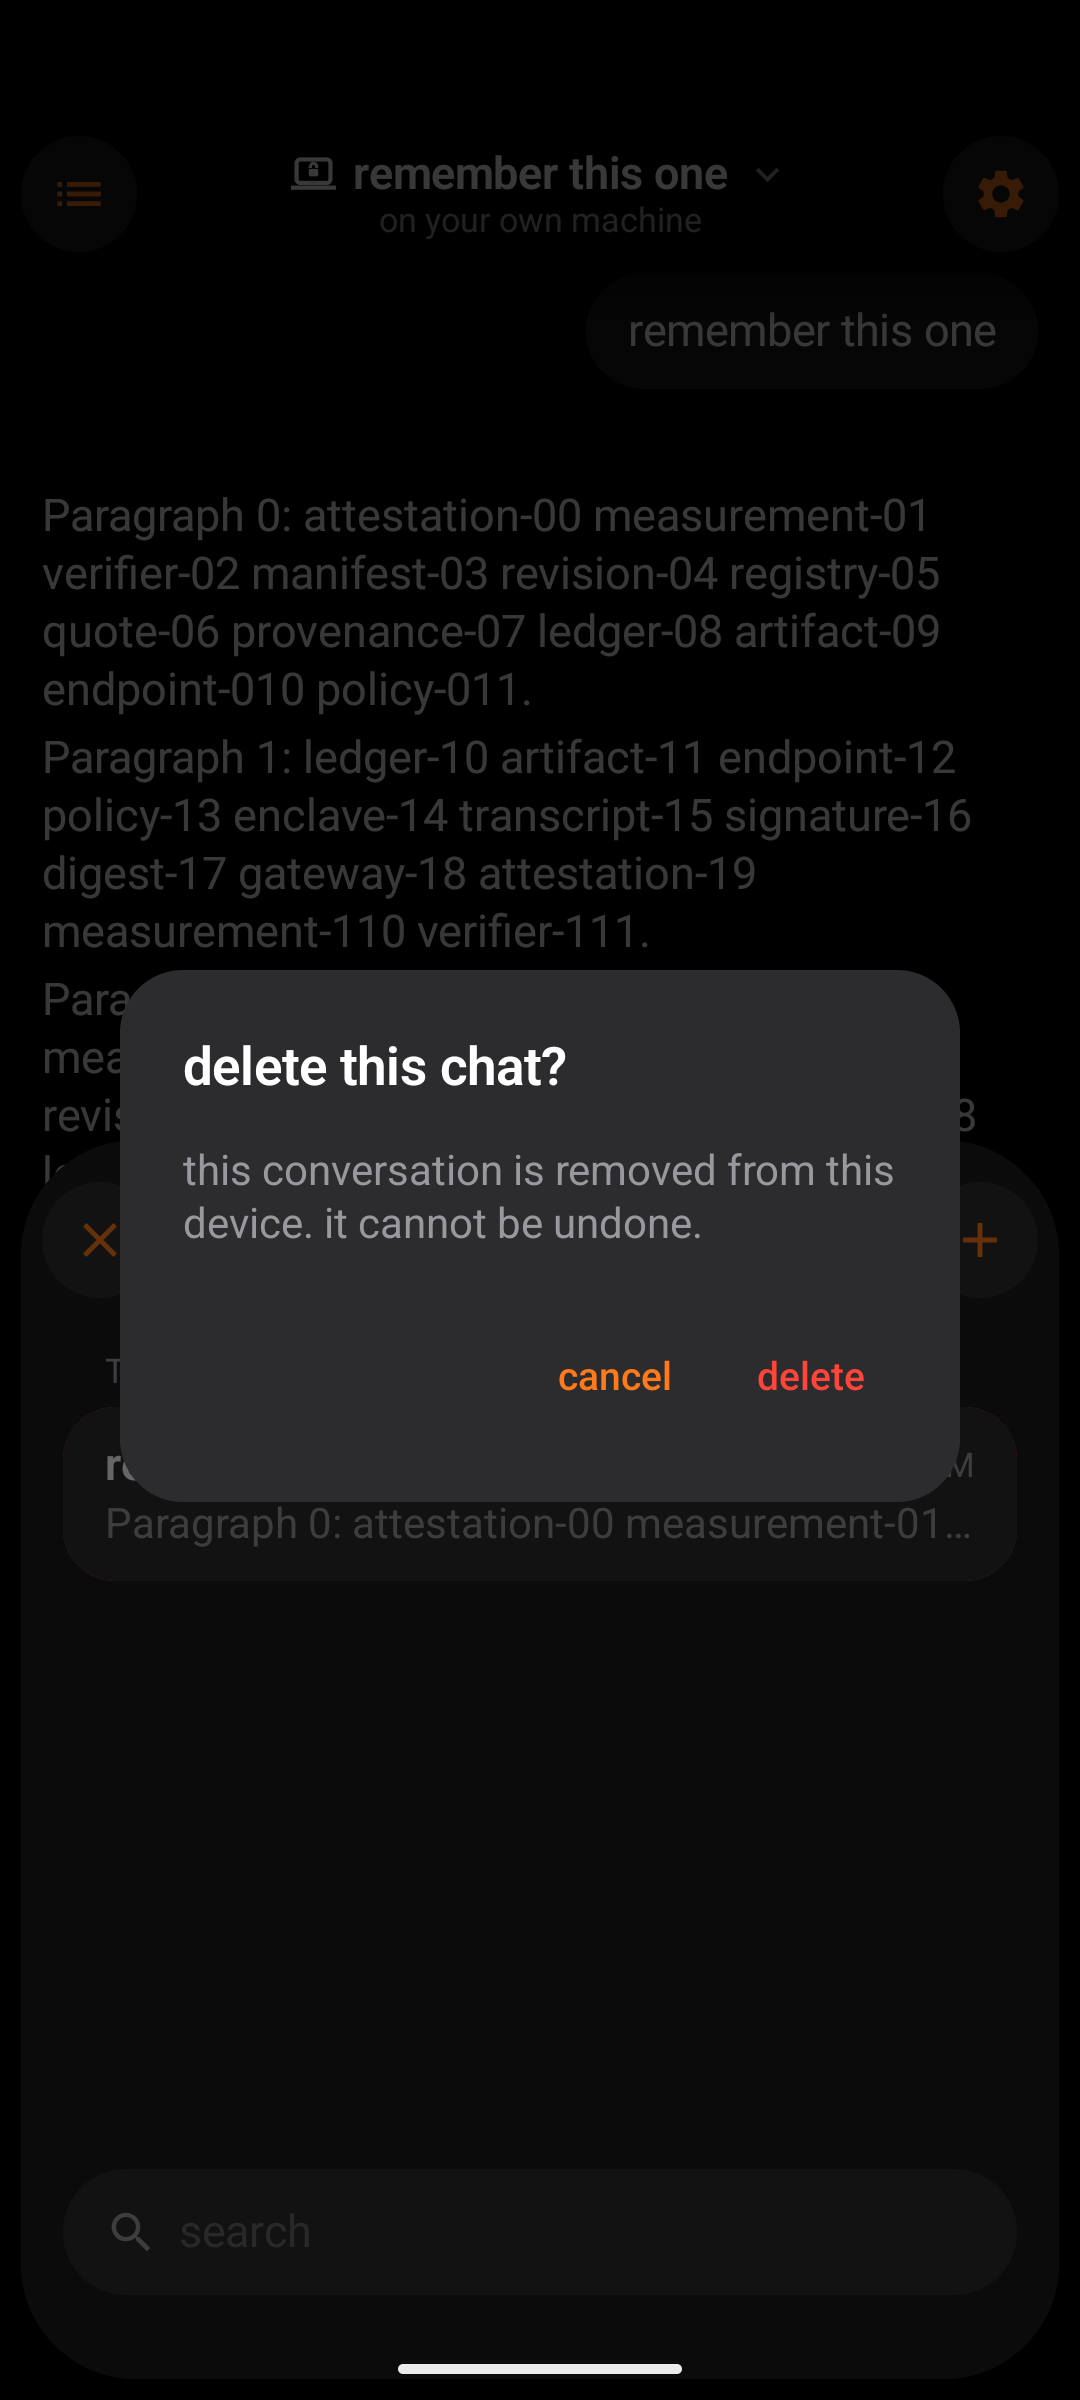 remember this one
on your own machine
remember this one
Paragraph 0: attestation-00 measurement-01
verifier-02 manifest-03 revision-04 registry-05
quote-06 provenance-07 ledger-08 artifact-09
endpoint-010 policy-011.
Paragraph 1: ledger-10 artifact-11 endpoint-12
policy-13 enclave-14 transcript-15 signature-16
digest-17 gateway-18 attestation-19
measurement-110 verifier-111.
delete this chat?
this conversation is removed from this
device. it cannot be undone.
cancel delete
Paragraph 0: attestation-00 measurement-01…
search